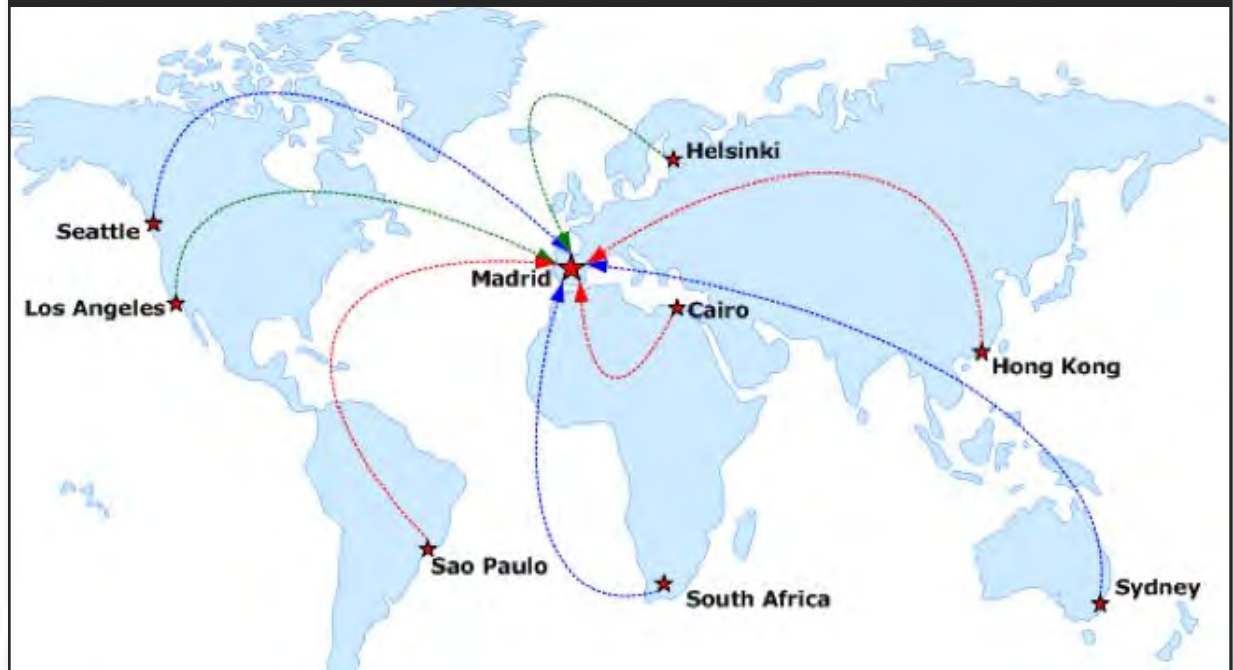 Helsinki
Seattle
Madrid
Los Angeles
Cairo
Hong Kong
Sao Paulo
Sydney
South Africa